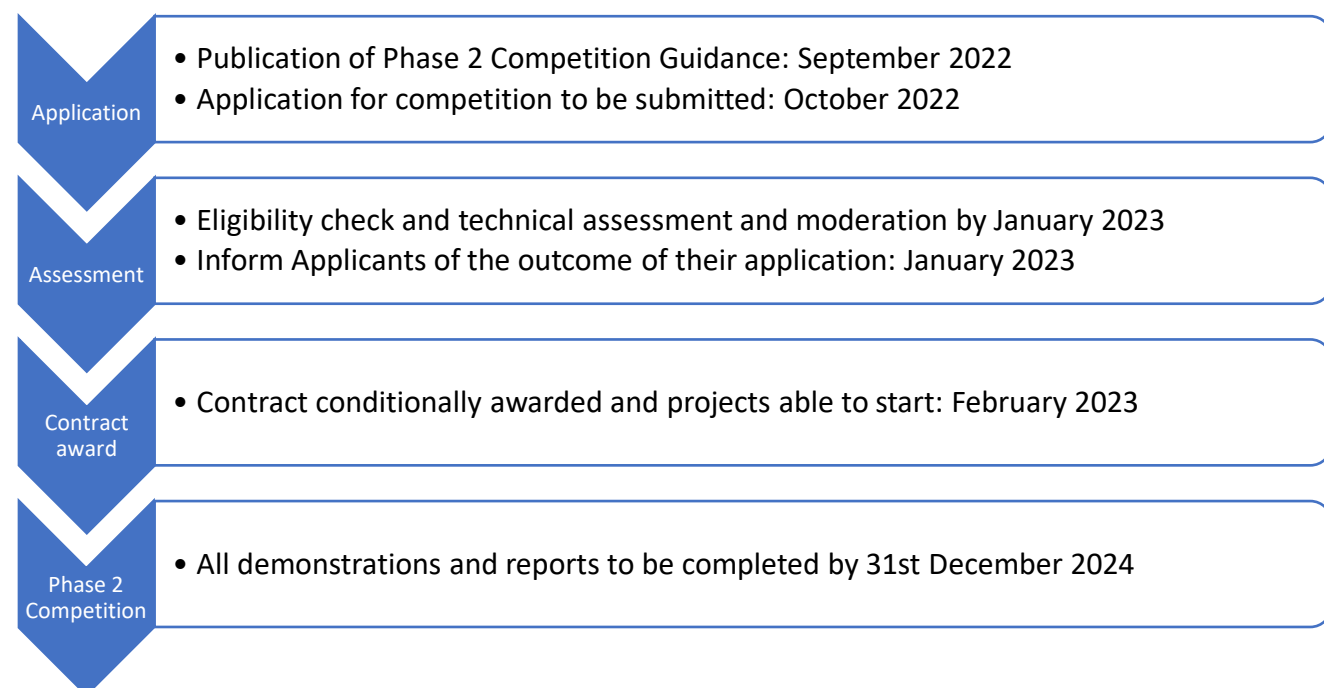 Application
• Publication of Phase 2 Competition Guidance: September 2022
• Application for competition to be submitted: October 2022
Assessment
• Eligibility check and technical assessment and moderation by January 2023
• Inform Applicants of the outcome of their application: January 2023
Contract
award
• Contract conditionally awarded and projects able to start: February 2023
Phase 2
Competition
• All demonstrations and reports to be completed by 31st December 2024